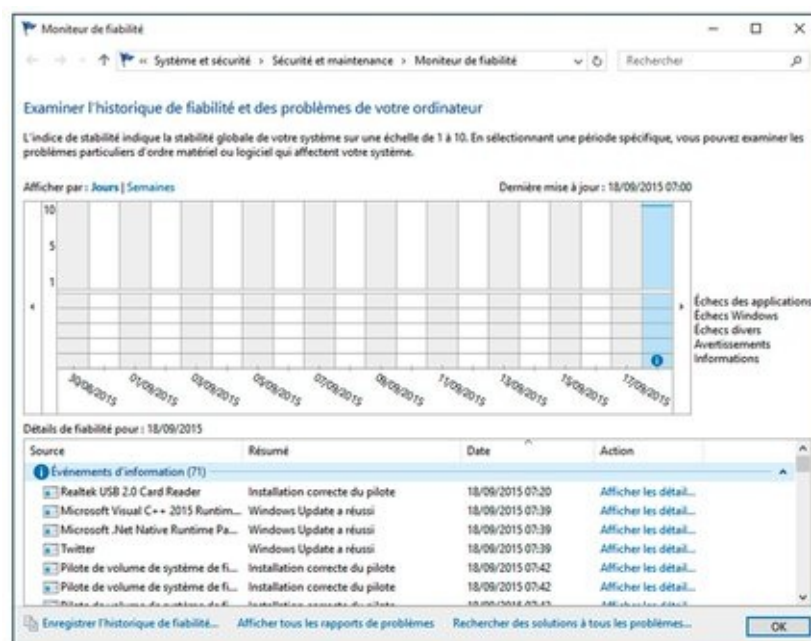 Moniteur de fiabilité
« Système et sécurité › Sécurité et maintenance › Moniteur de fiabilité
Rechercher
Examiner l'historique de fiabilité et des problèmes de votre ordinateur
L'indice de stabilité indique la stabilité globale de votre système sur une échelle de 1 à 10. En sélectionnant une période spécifique, vous pouvez examiner les
problèmes particuliers d'ordre matériel ou logiciel qui affectent votre système.
Afficher par : Jours | Semaines
Dernière mise à jour : 18/09/2015 07:00
10
5
1
Échecs des applications
Échecs Windows
Échecs divers
Avertissements
Informations
30/08/2015 01/09/2015 03/09/2015 05/09/2015 07/09/2015 09/09/2015 11/09/2015 13/09/2015 15/09/2015 17/09/2015
Détails de fiabilité pour : 18/09/2015
Source Résumé Date Action
Événements d'information (71)
Realtek USB 2.0 Card Reader Installation correcte du pilote 18/09/2015 07:20 Afficher les détail...
Microsoft Visual C++ 2015 Runtim... Windows Update a réussi 18/09/2015 07:39 Afficher les détail...
Microsoft .Net Native Runtime Pa... Windows Update a réussi 18/09/2015 07:39 Afficher les détail...
Twitter Windows Update a réussi 18/09/2015 07:39 Afficher les détail...
Pilote de volume de système de fi... Installation correcte du pilote 18/09/2015 07:42 Afficher les détail...
Pilote de volume de système de fi... Installation correcte du pilote 18/09/2015 07:42 Afficher les détail...
Enregistrer l'historique de fiabilité... Afficher tous les rapports de problèmes Rechercher des solutions à tous les problèmes... OK